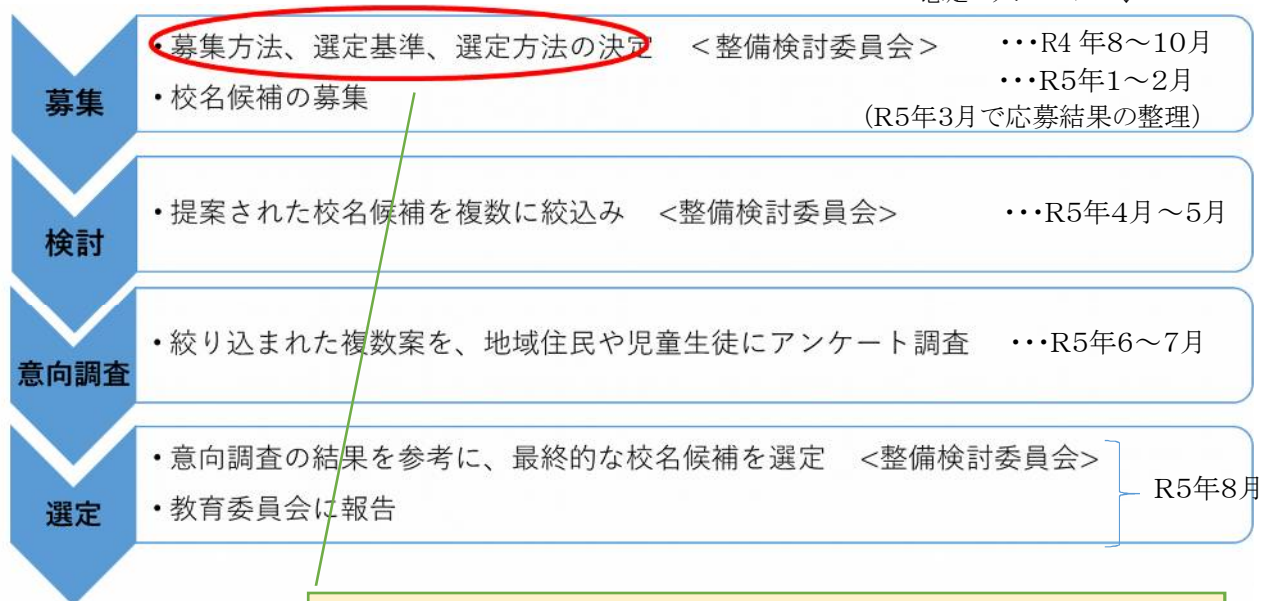 募集
・募集方法、選定基準、選定方法の決定 <整備検討委員会> ･･･R4年8～10月
・校名候補の募集 ･･･R5年1～2月
(R5年3月で応募結果の整理)
検討
・提案された校名候補を複数に絞込み <整備検討委員会> ･･･R5年4月～5月
意向調査
・絞り込まれた複数案を、地域住民や児童生徒にアンケート調査 ･･･R5年6～7月
選定
・意向調査の結果を参考に、最終的な校名候補を選定 <整備検討委員会>
・教育委員会に報告
R5年8月